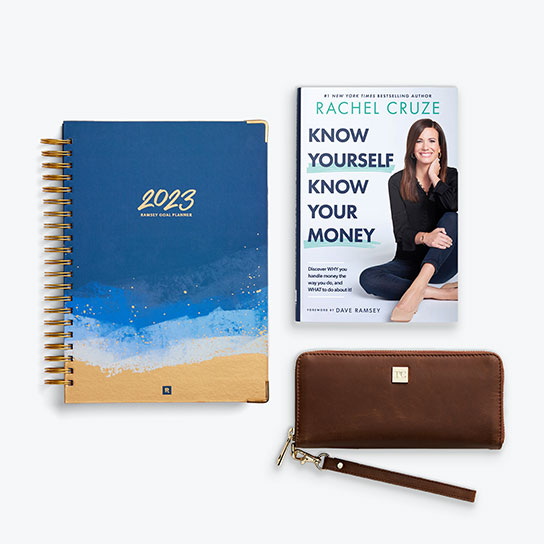 2023
RAMSEY GOAL PLANNER
R
#1 NEW YORK TIMES BESTSELLING AUTHOR
RACHEL CRUZE
KNOW
YOURSELF
KNOW
YOUR
MONEY
Discover WHY you
handle money the
way you do, and
WHAT to do about it!
FOREWORD BY DAVE RAMSEY